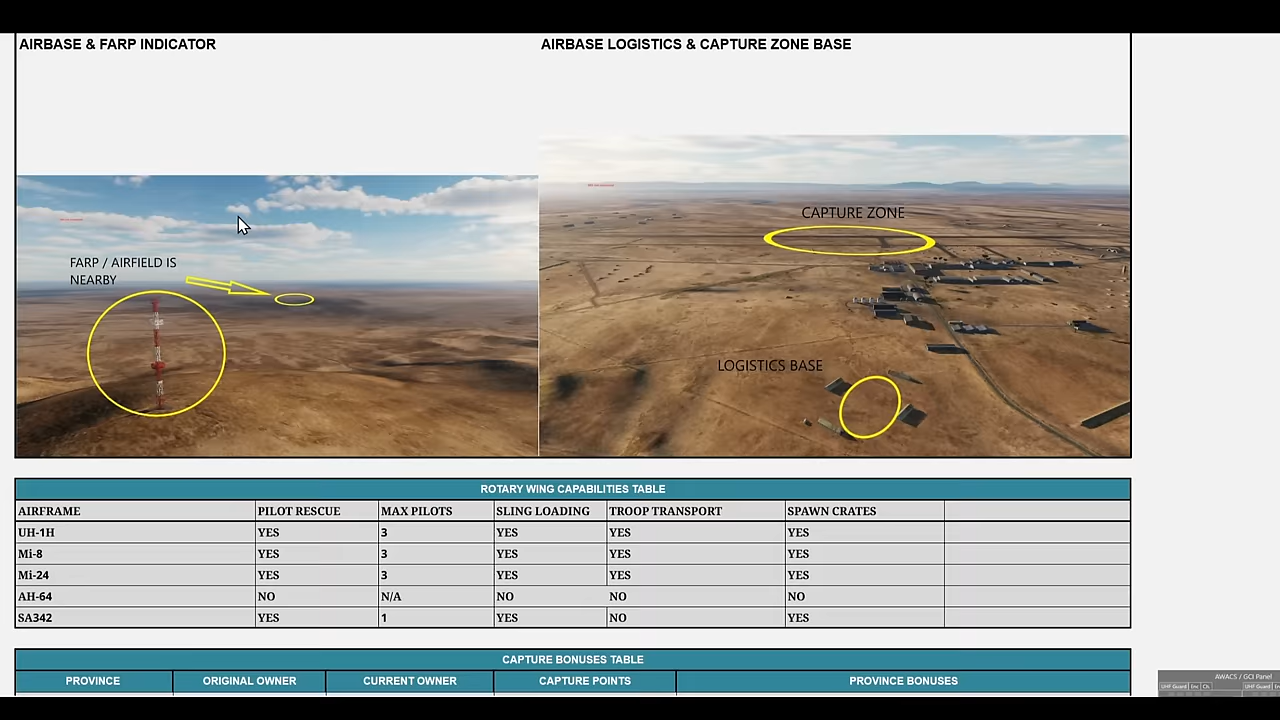 AIRBASE & FARP INDICATOR
AIRBASE LOGISTICS & CAPTURE ZONE BASE
FARP / AIRFIELD IS
NEARBY
CAPTURE ZONE
LOGISTICS BASE
ROTARY WING CAPABILITIES TABLE
AIRFRAME PILOT RESCUE MAX PILOTS SLING LOADING TROOP TRANSPORT SPAWN CRATES
UH-1H YES 3 YES YES YES
Mi-8 YES 3 YES YES YES
Mi-24 YES 3 YES YES YES
AH-64 NO N/A NO NO NO
SA342 YES 1 YES NO YES
CAPTURE BONUSES TABLE
PROVINCE ORIGINAL OWNER CURRENT OWNER CAPTURE POINTS PROVINCE BONUSES
AWACS / GCI Panel
UHF Guard
UHF Guard